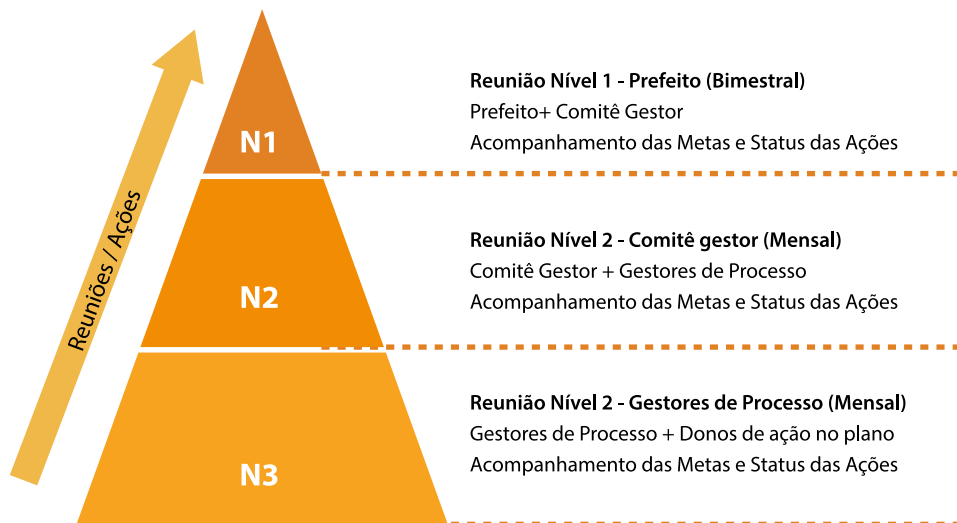 Reuniões / Ações
N1
Reunião Nível 1 - Prefeito (Bimestral)
Prefeito+ Comitê Gestor
Acompanhamento das Metas e Status das Ações
N2
Reunião Nível 2 - Comitê gestor (Mensal)
Comitê Gestor + Gestores de Processo
Acompanhamento das Metas e Status das Ações
N3
Reunião Nível 2 - Gestores de Processo (Mensal)
Gestores de Processo + Donos de ação no plano
Acompanhamento das Metas e Status das Ações